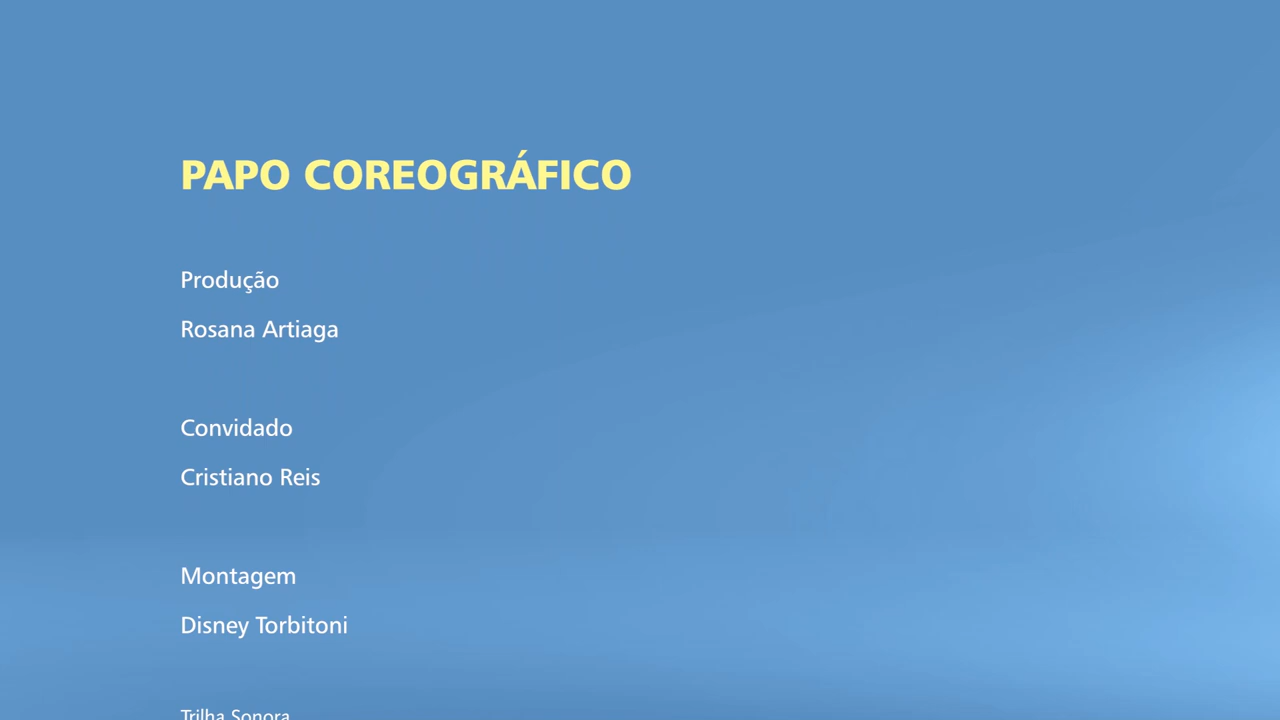 PAPO COREOGRÁFICO
Produção
Rosana Artiaga
Convidado
Cristiano Reis
Montagem
Disney Torbitoni
Trilha Sonora